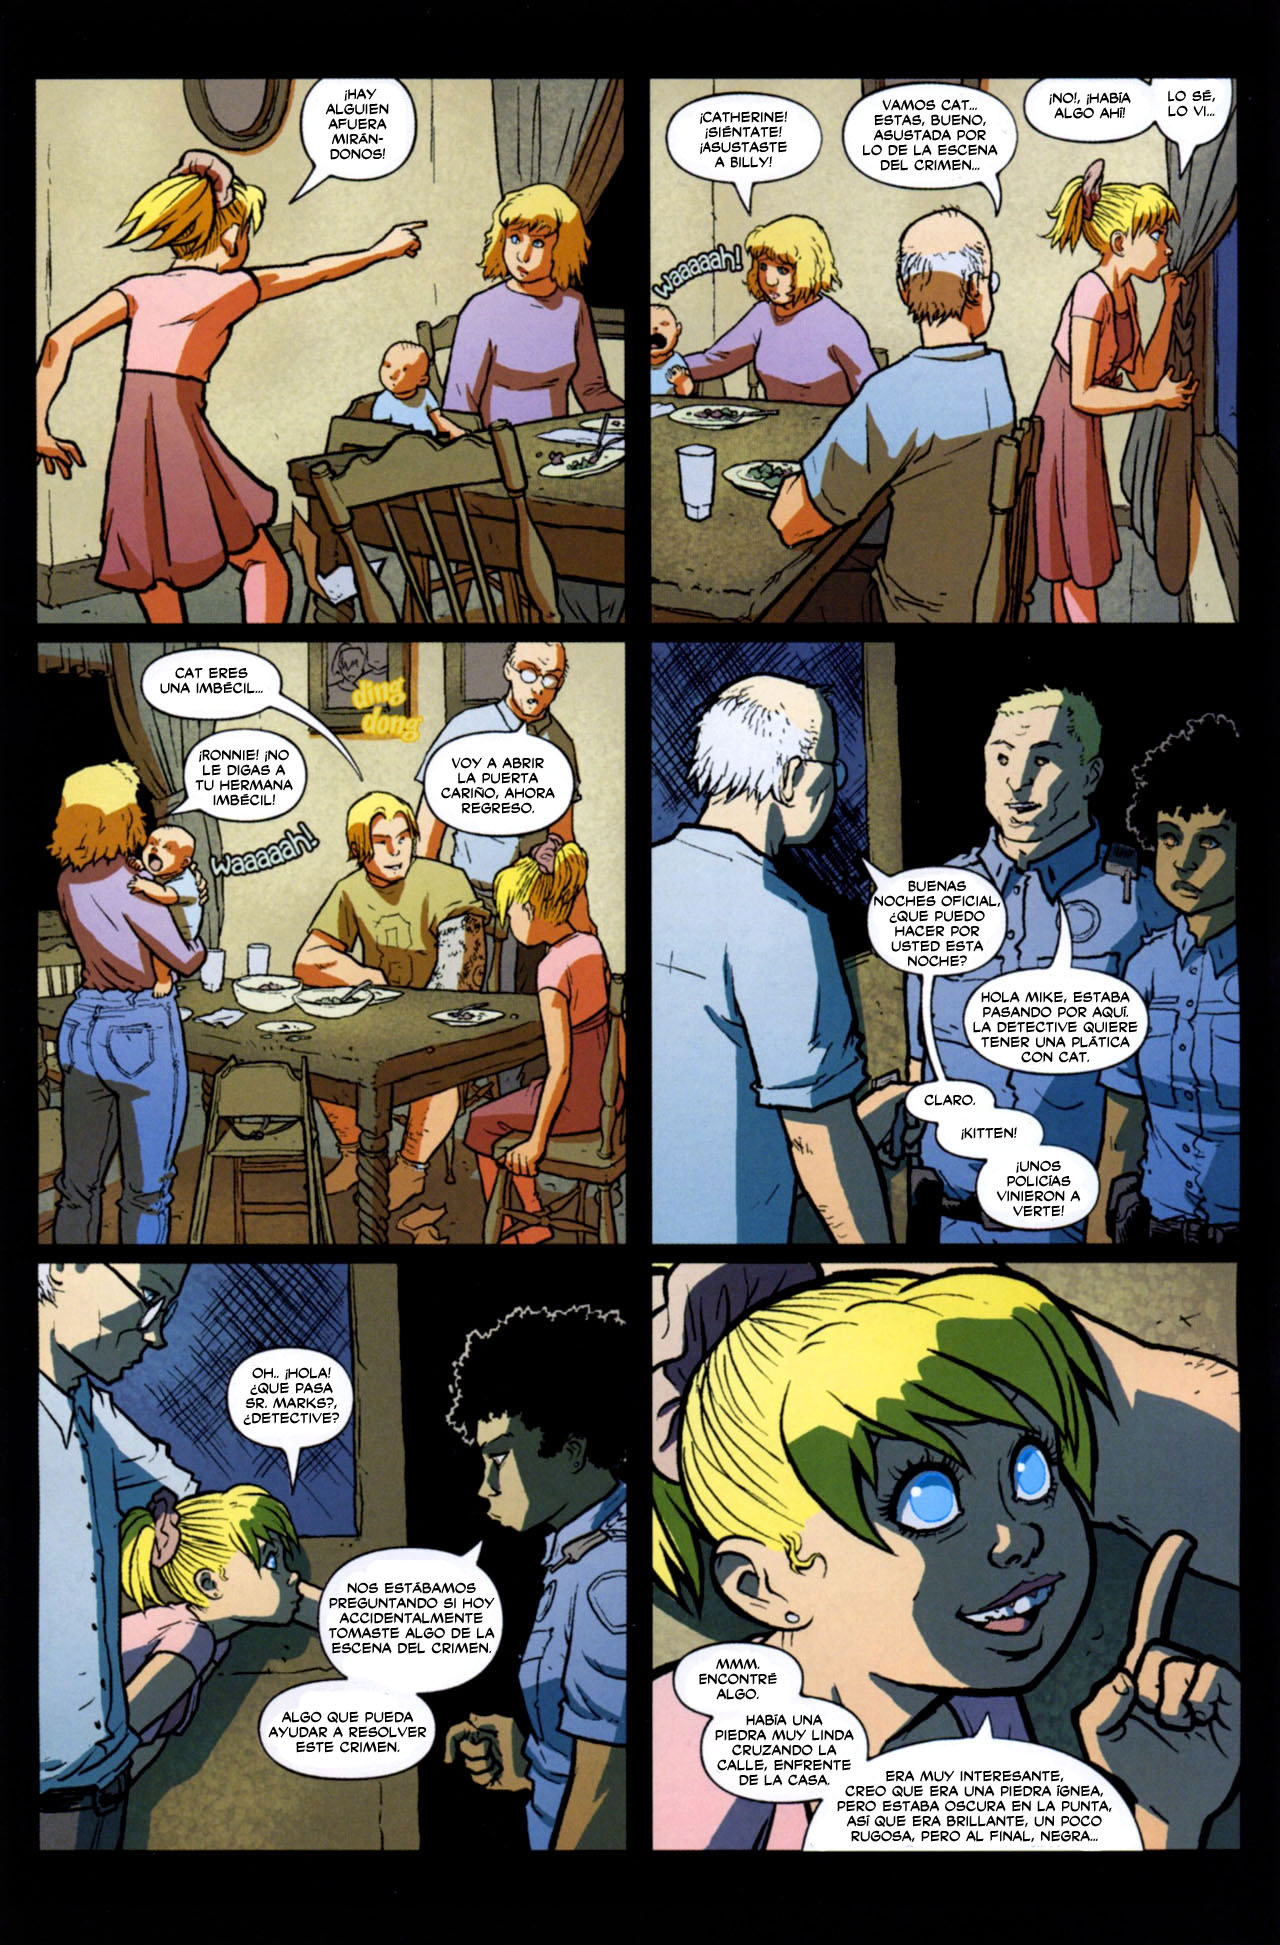 ¡HAY
ALGUIEN
AFUERA
MIRÁN-
DONOS!
¡CATHERINE!
¡SIÉNTATE!
¡ASUSTASTE
A BILLY!
waaaaah!
VAMOS CAT...
ESTAS, BUENO,
ASUSTADA POR
LO DE LA ESCENA
DEL CRIMEN...
¡NO!, ¡HABÍA
ALGO AHÍ!
LO SÉ,
LO VI...
CAT ERES
UNA IMBÉCIL...
ding
dong
¡RONNIE! ¡NO
LE DIGAS A
TU HERMANA
IMBÉCIL!
waaaaah!
VOY A ABRIR
LA PUERTA
CARIÑO, AHORA
REGRESO.
BUENAS
NOCHES OFICIAL,
¿QUE PUEDO
HACER POR
USTED ESTA
NOCHE?
HOLA MIKE, ESTABA
PASANDO POR AQUÍ.
LA DETECTIVE QUIERE
TENER UNA PLÁTICA
CON CAT.
CLARO.
¡KITTEN!
¡UNOS
POLICÍAS
VINIERON A
VERTE!
OH.. ¡HOLA!
¿QUE PASA
SR. MARKS?,
¿DETECTIVE?
NOS ESTÁBAMOS
PREGUNTANDO SI HOY
ACCIDENTALMENTE
TOMASTE ALGO DE LA
ESCENA DEL CRIMEN.
ALGO QUE PUEDA
AYUDAR A RESOLVER
ESTE CRIMEN.
MMM.
ENCONTRÉ
ALGO.
HABÍA UNA
PIEDRA MUY LINDA
CRUZANDO LA
CALLE, ENFRENTE
DE LA CASA.
ERA MUY INTERESANTE,
CREO QUE ERA UNA PIEDRA ÍGNEA,
PERO ESTABA OSCURA EN LA PUNTA,
ASÍ QUE ERA BRILLANTE, UN POCO
RUGOSA, PERO AL FINAL, NEGRA...